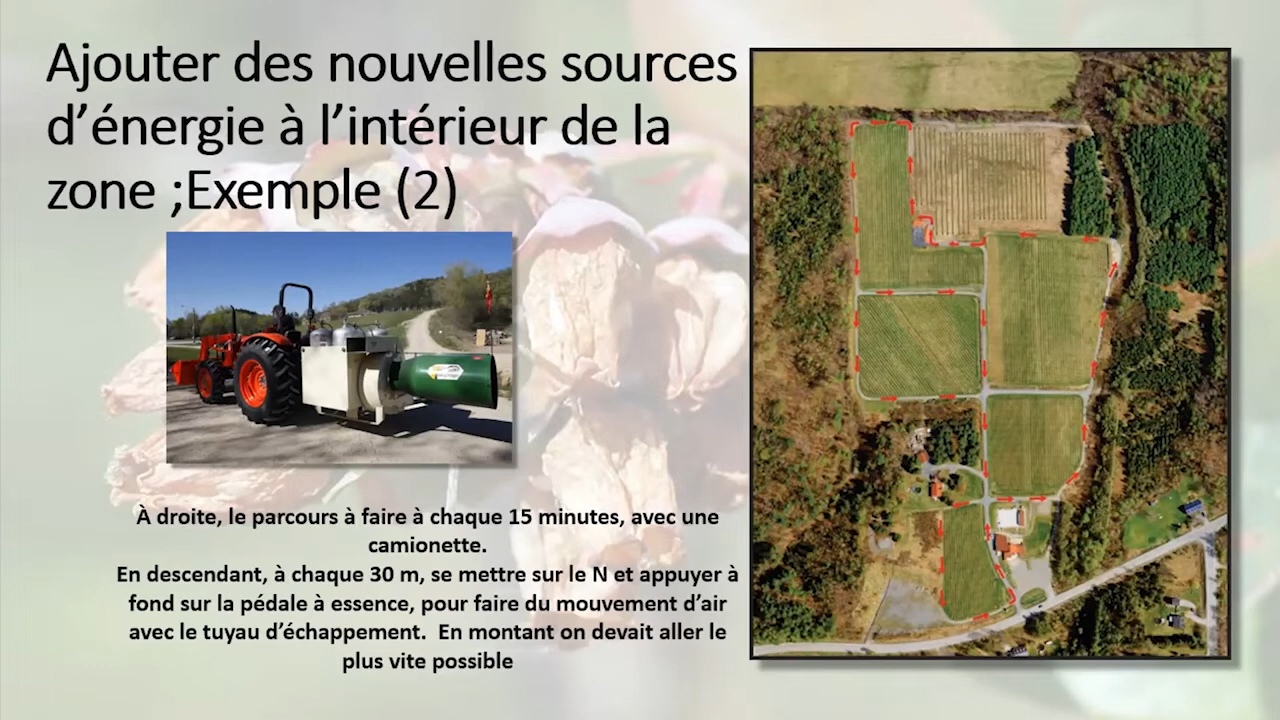 Ajouter des nouvelles sources
d’énergie à l’intérieur de la
zone ;Exemple (2)
À droite, le parcours à faire à chaque 15 minutes, avec une
camionette.
En descendant, à chaque 30 m, se mettre sur le N et appuyer à
fond sur la pédale à essence, pour faire du mouvement d’air
avec le tuyau d’échappement.  En montant on devait aller le
plus vite possible